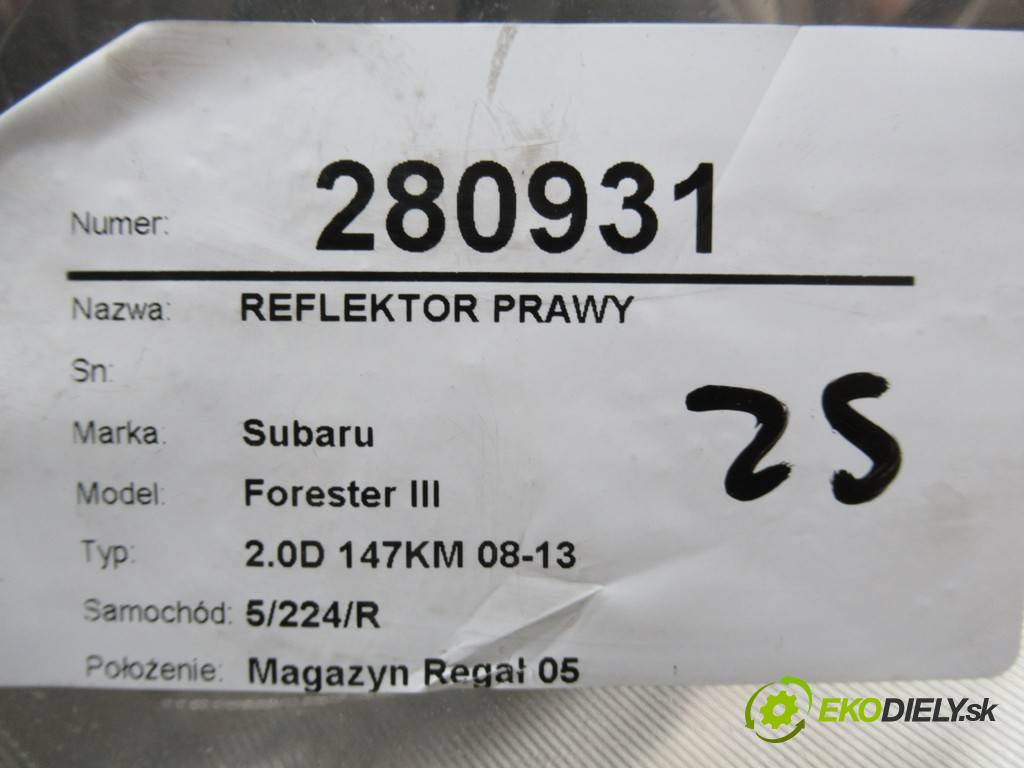 Numer: 280931
Nazwa: REFLEKTOR PRAWY
Sn:
Marka: Subaru
25
Model: Forester III
Typ: 2.0D 147KM 08-13
Samochód: 5/224/R
Położenie: Magazyn Regał 05
EKODIELY.sk